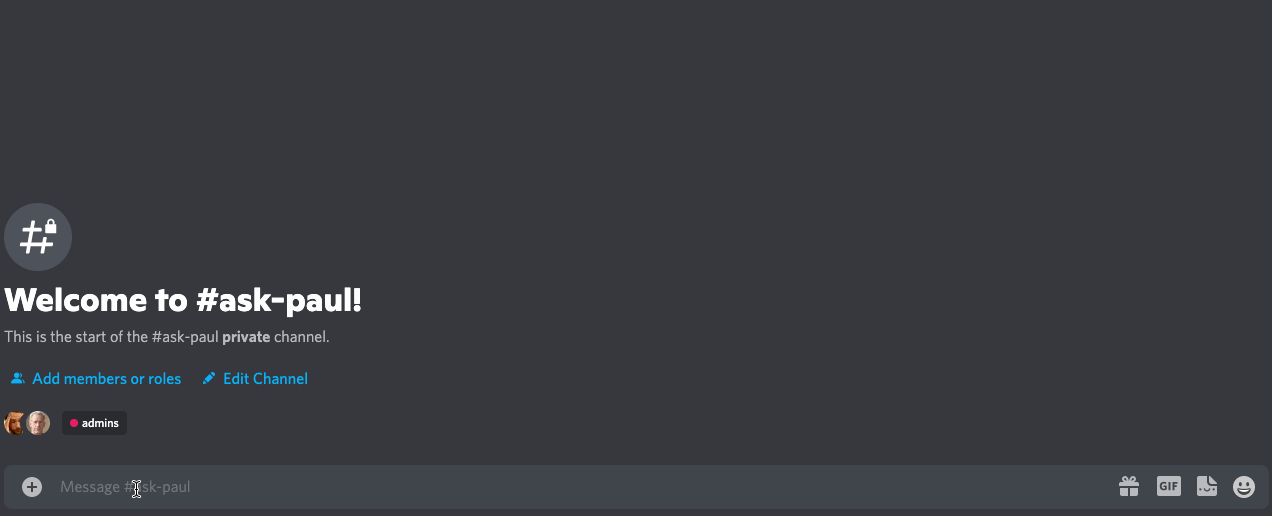 Welcome to #ask-paul!
This is the start of the #ask-paul private channel.
Add members or roles Edit Channel
admins
Message #ask-paul GIF